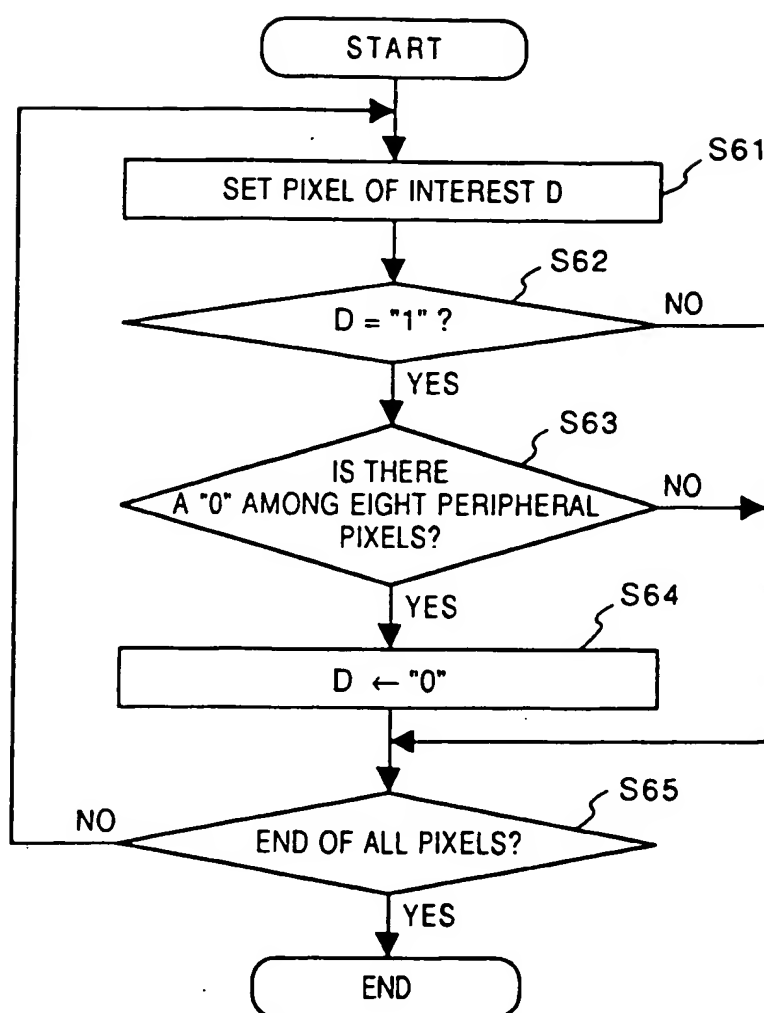 START
S61
SET PIXEL OF INTEREST D
S62
D = "1" ?
NO
YES
S63
IS THERE
A "0" AMONG EIGHT PERIPHERAL
PIXELS?
NO
YES
S64
D ← "0"
S65
NO
END OF ALL PIXELS?
YES
END